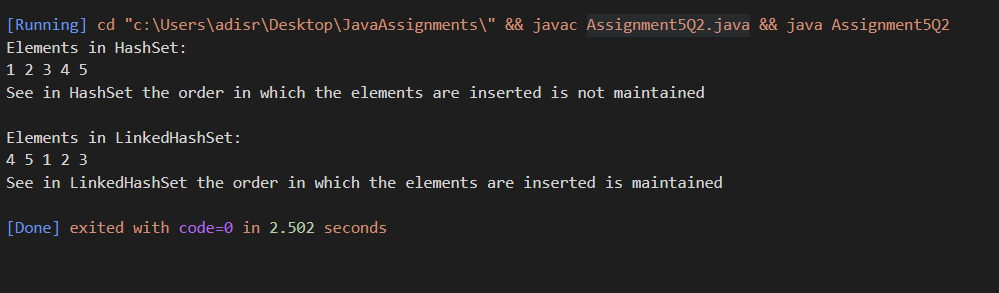 [Running] cd "c:\Users\adisr\Desktop\JavaAssignments\" && javac Assignment5Q2.java && java Assignment5Q2
Elements in HashSet:
1 2 3 4 5
See in HashSet the order in which the elements are inserted is not maintained
Elements in LinkedHashSet:
4 5 1 2 3
See in LinkedHashSet the order in which the elements are inserted is maintained
[Done] exited with code=0 in 2.502 seconds